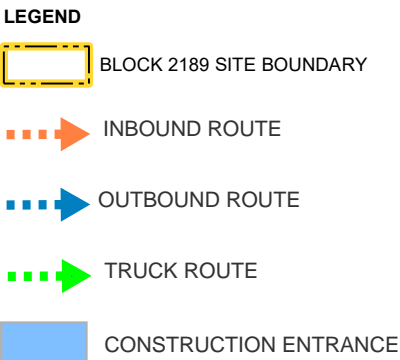 LEGEND
BLOCK 2189 SITE BOUNDARY
INBOUND ROUTE
OUTBOUND ROUTE
TRUCK ROUTE
CONSTRUCTION ENTRANCE